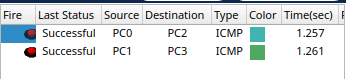 Fire Last Status Source Destination Type Color Time(sec)
Successful PC0 PC2 ICMP 1.257
Successful PC1 PC3 ICMP 1.261